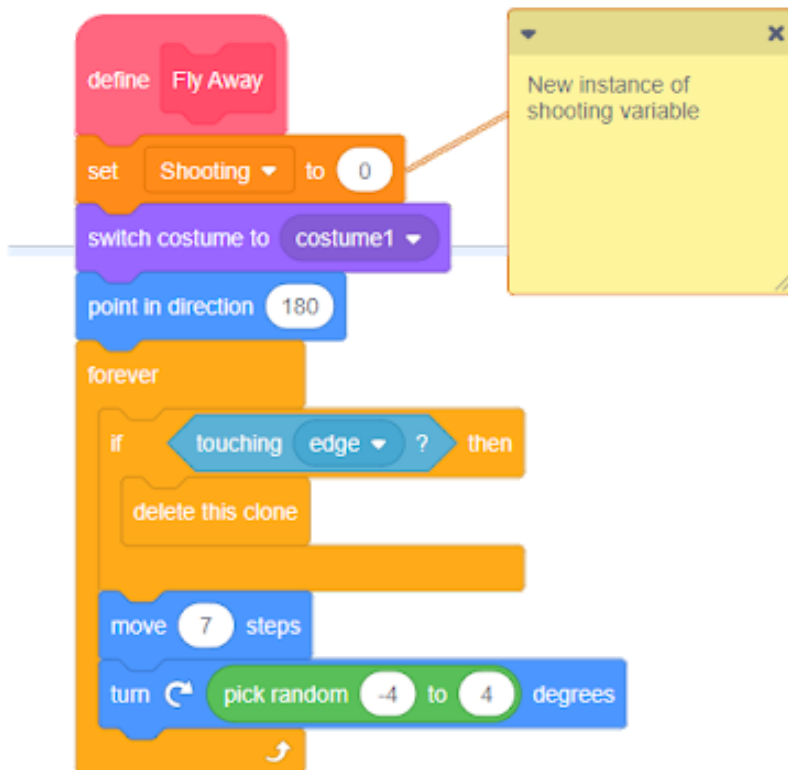 define Fly Away
New instance of
shooting variable
set Shooting to 0
switch costume to costume1
point in direction 180
forever
if touching edge ? then
delete this clone
move 7 steps
turn pick random -4 to 4 degrees